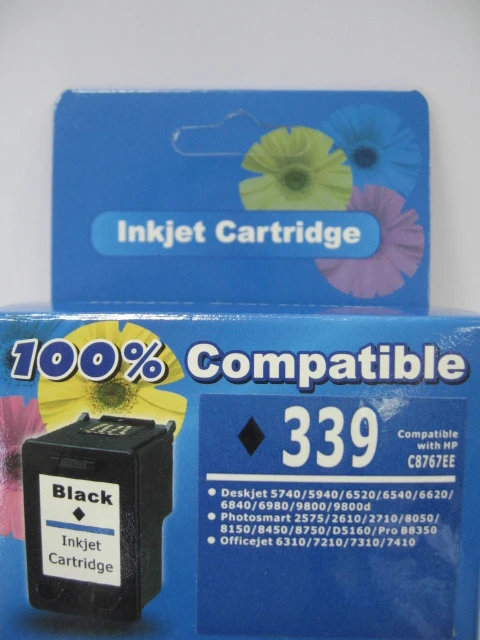 Inkjet Cartridge
100% Compatible
339
Compatible
with HP
C8767EE
Deskjet 5740/5940/6520/6540/6620/
6840/6980/9800/9800d
Photosmart 2575/2610/2710/8050/
8150/8450/8750/D5160/Pro B8350
Officejet 6310/7210/7310/7410
Black
Inkjet
Cartridge